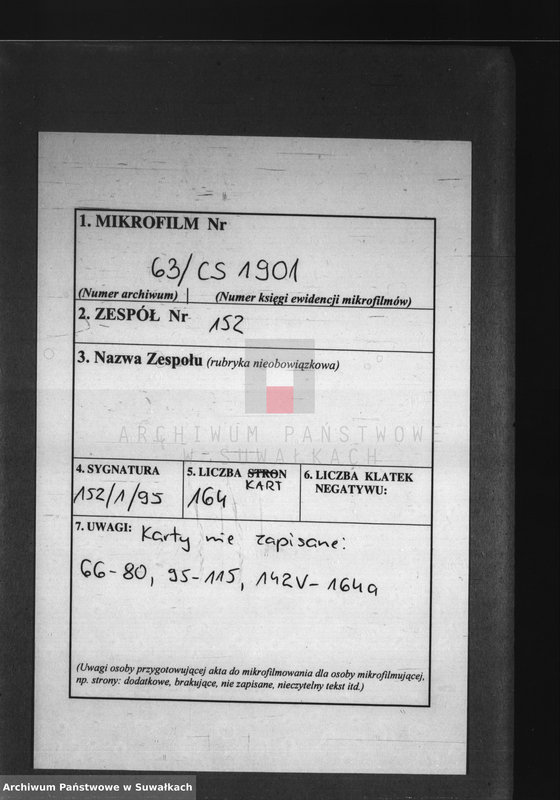 1. MIKROFILM Nr
63/CS 1901
(Numer archiwum) (Numer księgi ewidencji mikrofilmów)
2. ZESPÓŁ Nr 152
3. Nazwa Zespołu (rubryka nieobowiązkowa)
ARCHIWUM PAŃSTWOWE
W SUWAŁKACH
4. SYGNATURA
152/1/95
5. LICZBA STRON
KART
164
6. LICZBA KLATEK
NEGATYWU:
7. UWAGI: Karty nie zapisane:
66-80, 95-115, 142V-164a
(Uwagi osoby przygotowującej akta do mikrofilmowania dla osoby mikrofilmującej,
np. strony: dodatkowe, brakujące, nie zapisane, nieczytelny tekst itd.)
Archiwum Państwowe w Suwałkach